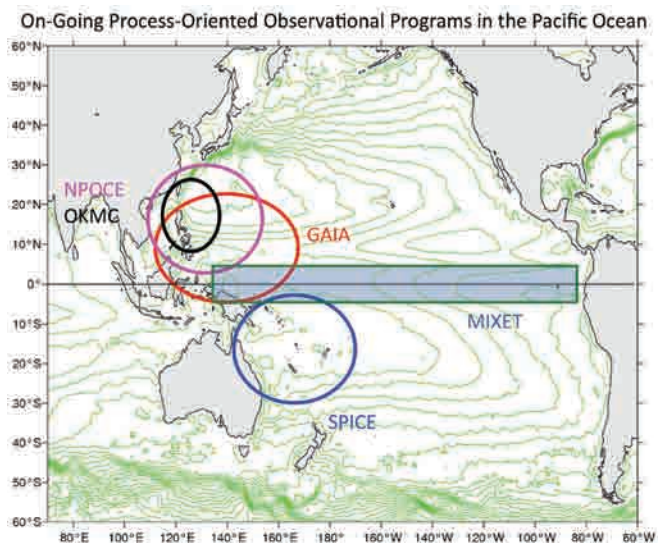 On-Going Process-Oriented Observational Programs in the Pacific Ocean
60°N
50°N
40°N
30°N
NPOCE
20°N
OKMC
GAIA
10°N
0°
MIXET
10°S
20°S
30°S
SPICE
40°S
50°S
60°S
80°E 100°E 120°E 140°E 160°E 180°E 160°W 140°W 120°W 100°W 80°W 60°W